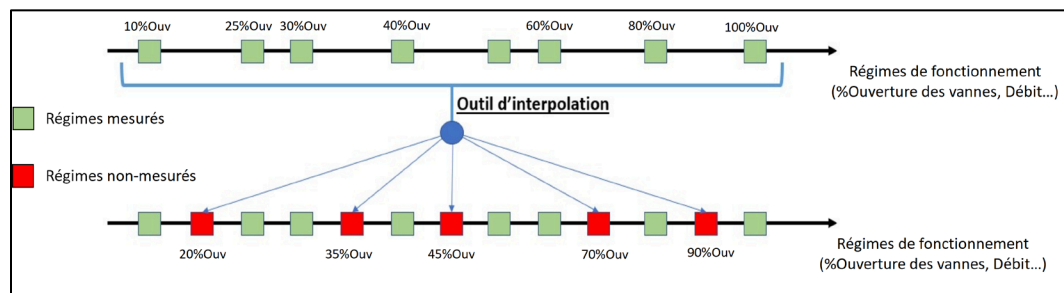 10%Ouv 25%Ouv 30%Ouv 40%Ouv 60%Ouv 80%Ouv 100%Ouv
Régimes de fonctionnement
(%Ouverture des vannes, Débit...)
Outil d'interpolation
Régimes mesurés
Régimes non-mesurés
20%Ouv 35%Ouv 45%Ouv 70%Ouv 90%Ouv
Régimes de fonctionnement
(%Ouverture des vannes, Débit...)